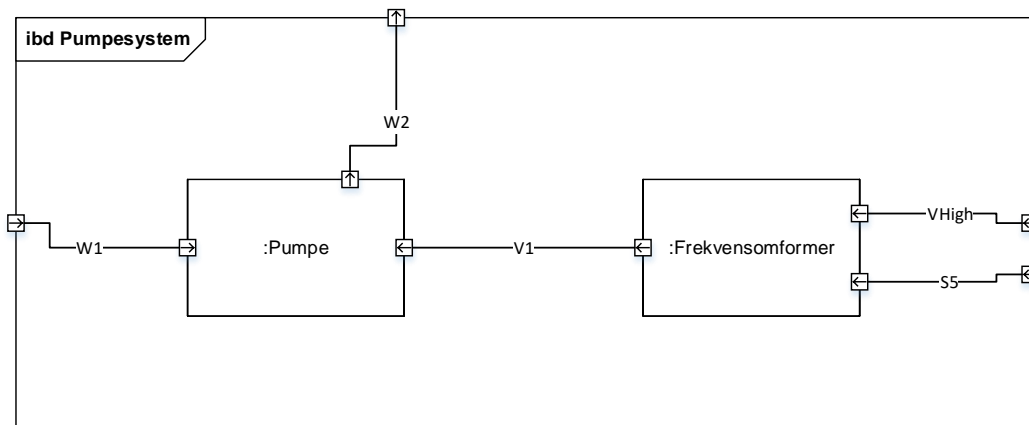 ibd Pumpesystem
W2
VHigh
W1
:Pumpe
V1
:Frekvensomformer
S5